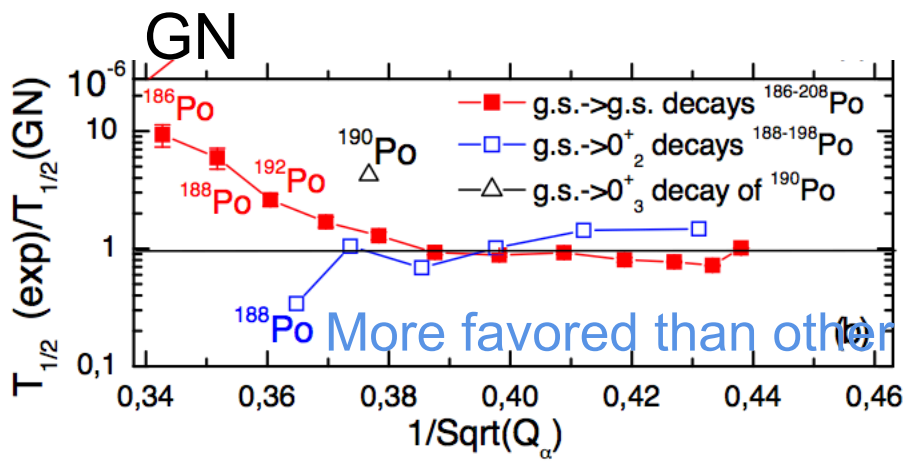 GN
10^-6
10
1
0,1
T1/2 (exp)/T1/2(GN)
186Po
188Po
192Po
190Po
188Po
g.s.->g.s. decays 186-208Po
g.s.->0+2 decays 188-198Po
g.s.->0+3 decay of 190Po
More favored than other
(b)
0,34 0,36 0,38 0,40 0,42 0,44 0,46
1/Sqrt(Qα)